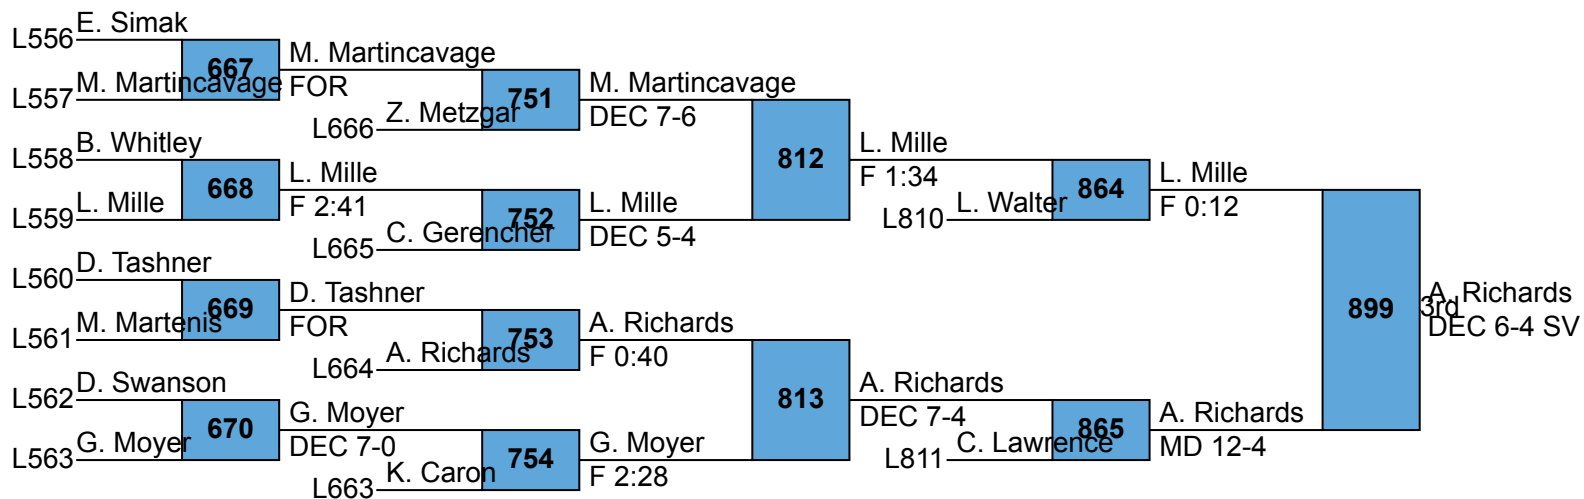 E. Simak
L556
667
M. Martincavage
FOR
M. Martincavage
L557
751
M. Martincavage
DEC 7-6
Z. Metzgar
L666
B. Whitley
L558
668
L. Mille
F 2:41
L. Mille
L559
752
L. Mille
DEC 5-4
C. Gerencher
L665
812
L. Mille
F 1:34
864
L. Mille
F 0:12
L. Walter
L810
D. Tashner
L560
669
D. Tashner
FOR
M. Martenis
L561
753
A. Richards
F 0:40
A. Richards
L664
899
3rd
A. Richards
DEC 6-4 SV
D. Swanson
L562
670
G. Moyer
DEC 7-0
G. Moyer
L563
754
G. Moyer
F 2:28
K. Caron
L663
813
A. Richards
DEC 7-4
865
A. Richards
MD 12-4
C. Lawrence
L811